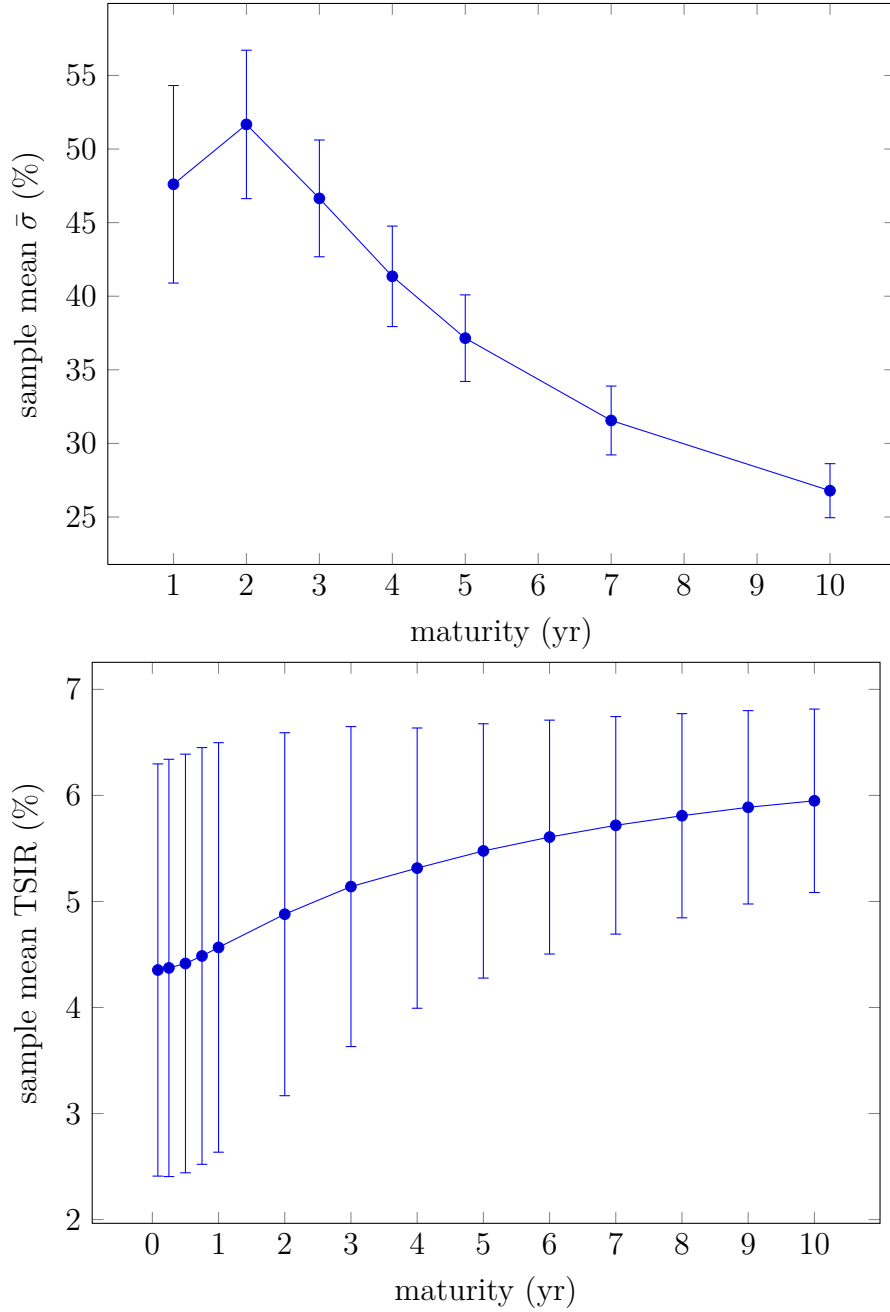 55
50
45
40
35
30
25
sample mean σ̄ (%)
1 2 3 4 5 6 7 8 9 10
maturity (yr)
7
6
5
4
3
2
sample mean TSIR (%)
0 1 2 3 4 5 6 7 8 9 10
maturity (yr)